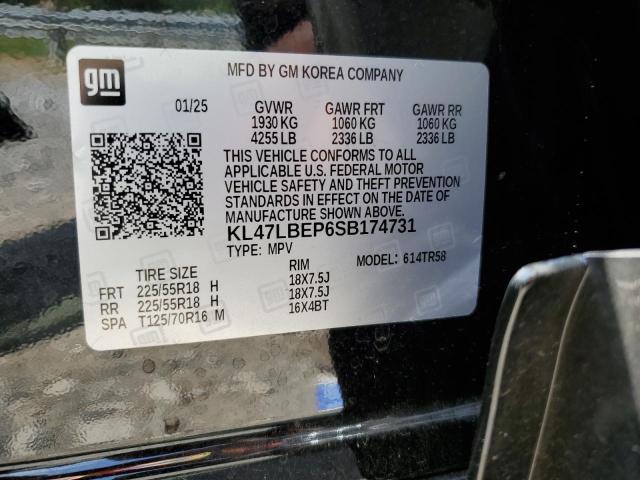 gm
MFD BY GM KOREA COMPANY
01/25 GVWR GAWR FRT GAWR RR
1930 KG 1060 KG 1060 KG
4255 LB 2336 LB 2336 LB
THIS VEHICLE CONFORMS TO ALL
APPLICABLE U.S. FEDERAL MOTOR
VEHICLE SAFETY AND THEFT PREVENTION
STANDARDS IN EFFECT ON THE DATE OF
MANUFACTURE SHOWN ABOVE.
KL47LBEP6SB174731
TYPE: MPV MODEL: 614TR58
TIRE SIZE RIM
FRT 225/55R18 H 18X7.5J
RR 225/55R18 H 18X7.5J
SPA T125/70R16 M 16X4BT